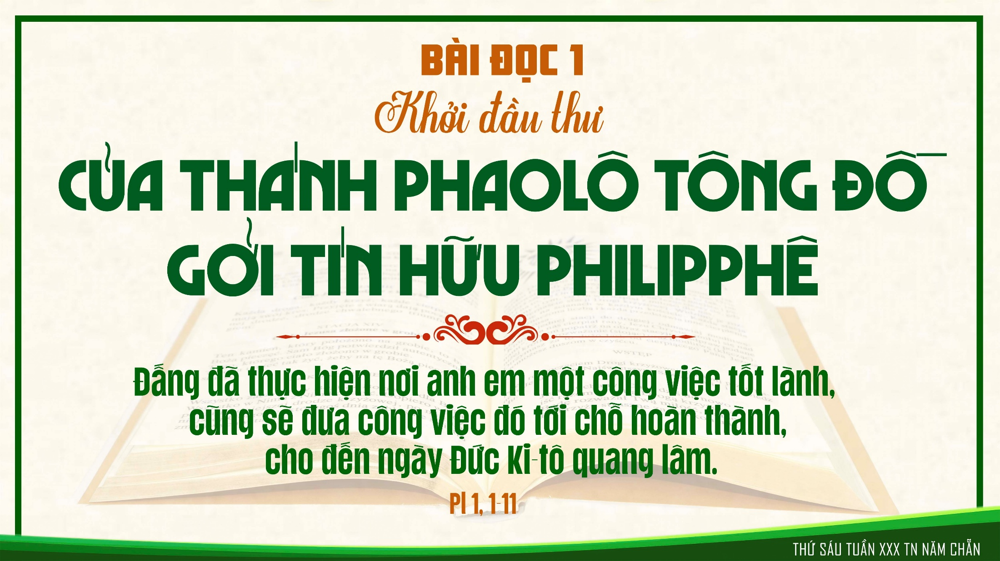 BÀI ĐỌC 1
Khởi đầu thư
CỦA THÁNH PHAOLÔ TÔNG ĐỒ
GỞI TÍN HỮU PHILIPPHÊ
Đấng đã thực hiện nơi anh em một công việc tốt lành,
cũng sẽ đưa công việc đó tới chỗ hoàn thành,
cho đến ngày Đức Ki-tô quang lâm.
Pl 1, 1-11
THỨ SÁU TUẦN XXX TN NĂM CHẴN